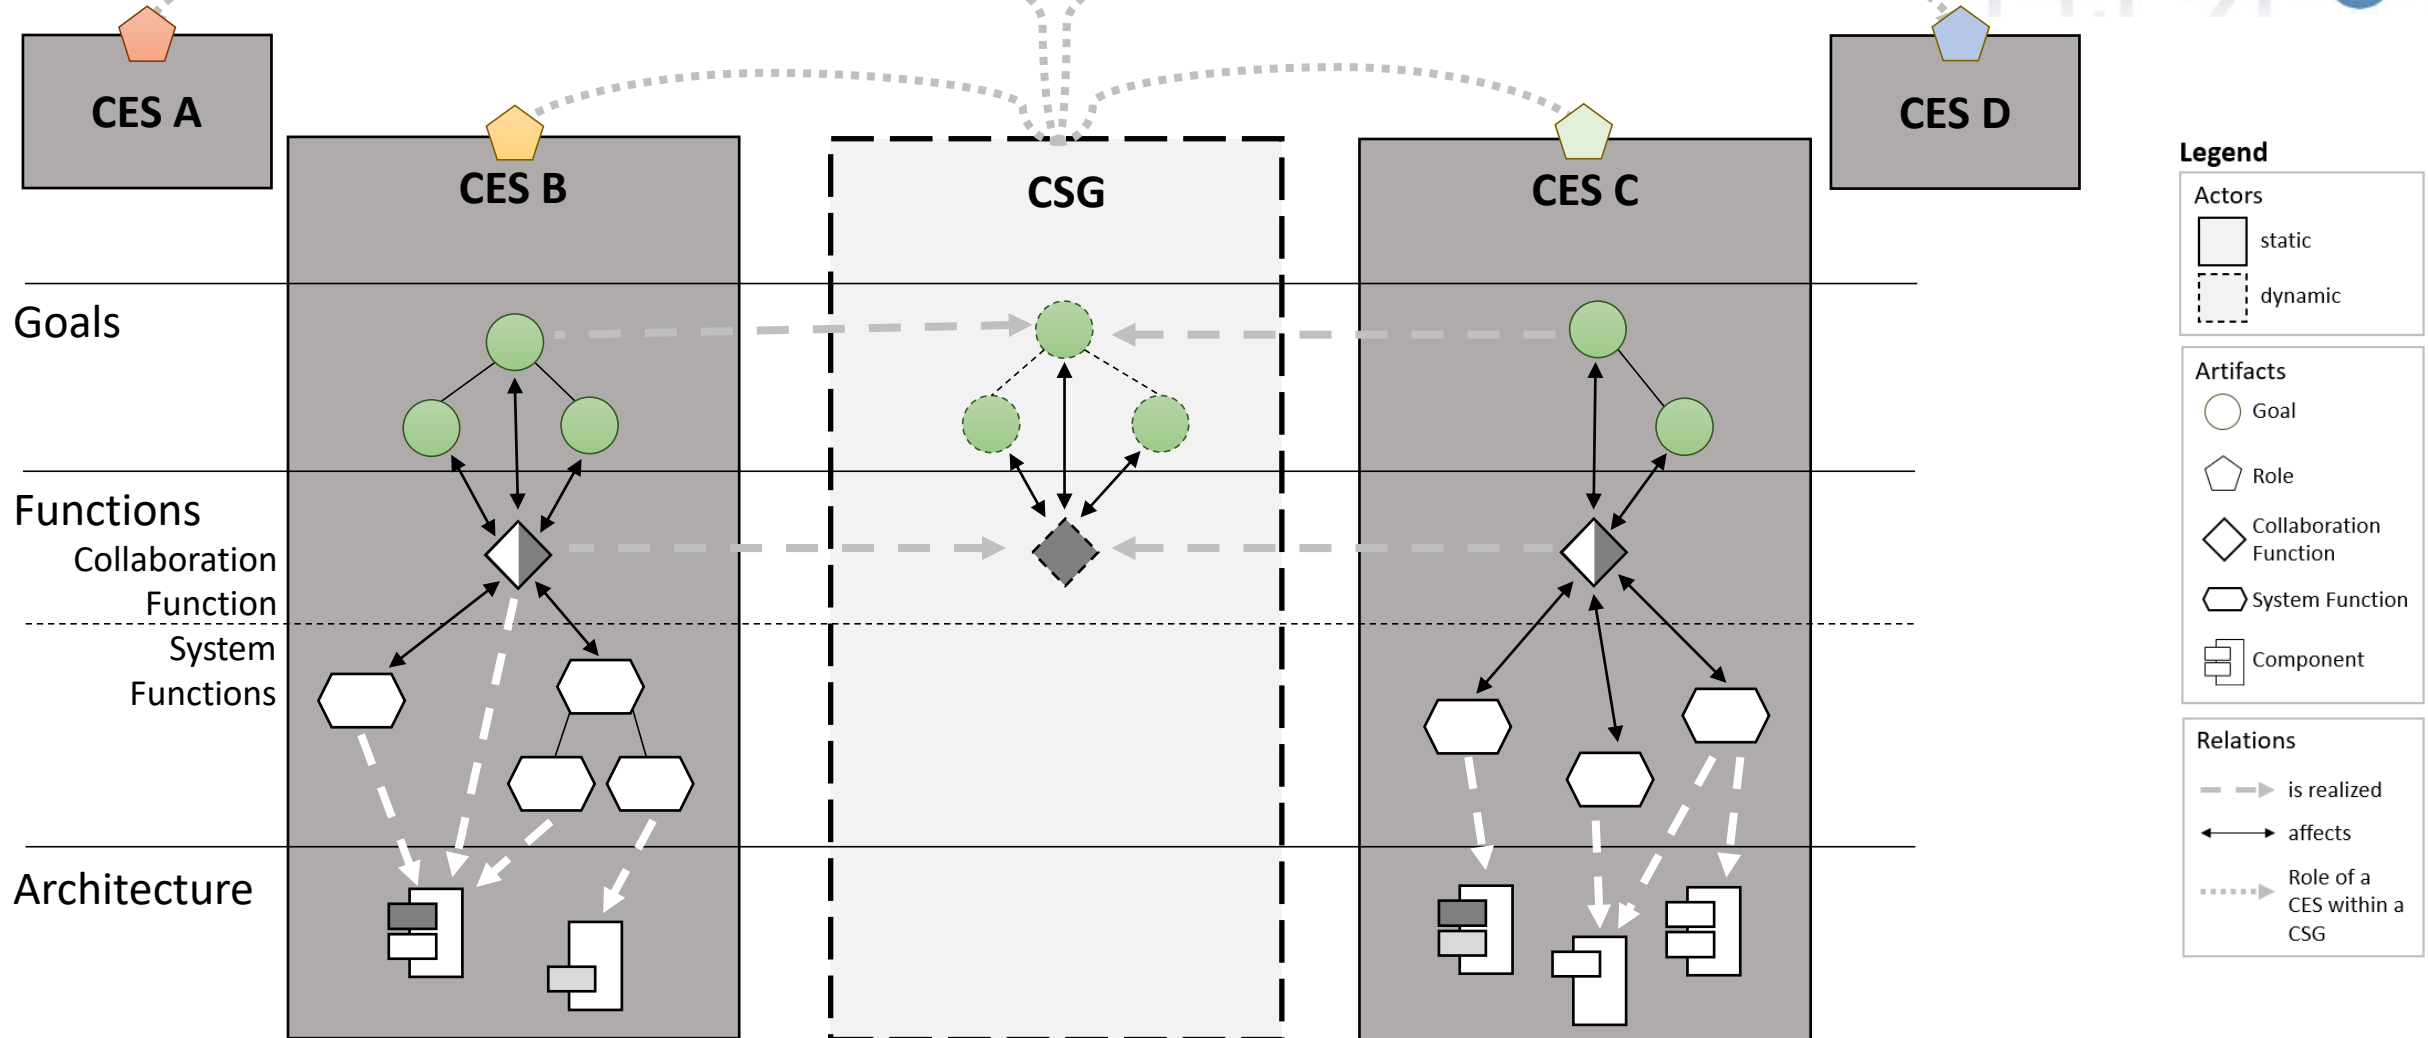 CES A
CES B
CSG
CES C
CES D
Goals
Functions
Collaboration
Function
System
Functions
Architecture
Legend
Actors
static
dynamic
Artifacts
Goal
Role
Collaboration
Function
System Function
Component
Relations
is realized
affects
Role of a
CES within a
CSG